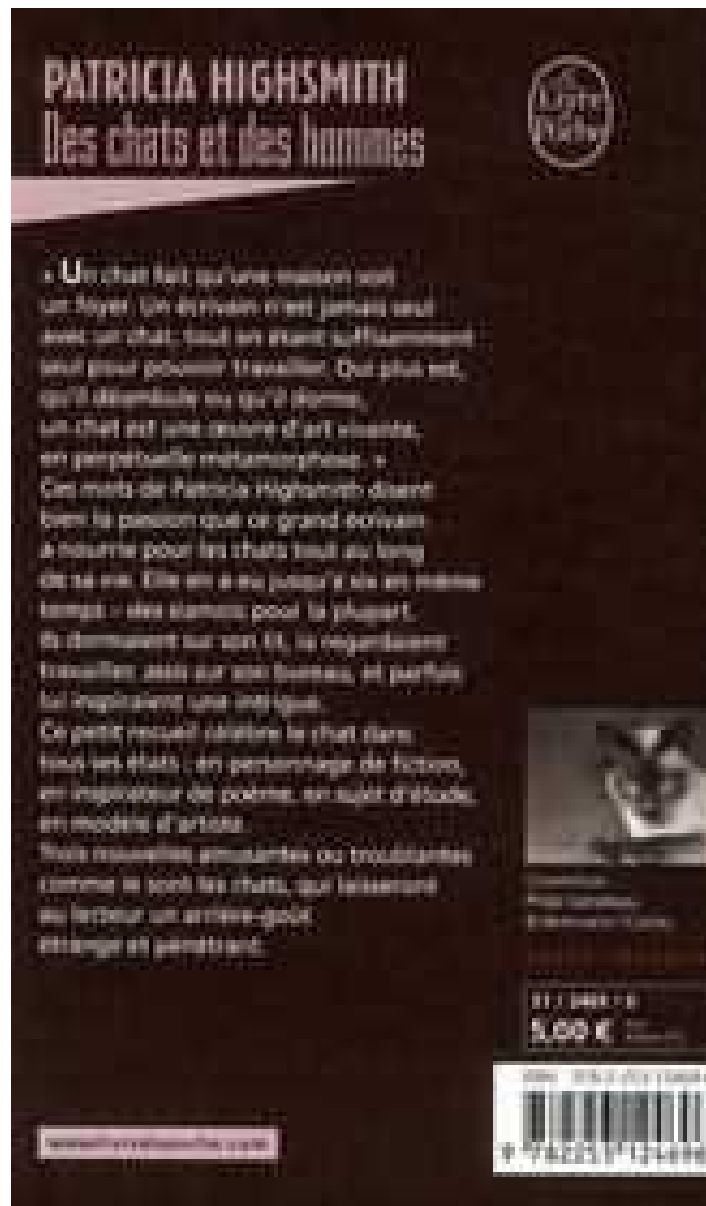 PATRICIA HIGHSMITH
Des chats et des hommes
Le
Livre
Poche
« Un chat fait qu'une maison soit
un foyer. Un écrivain n'est jamais seul
avec un chat, tout en étant suffisamment
seul pour pouvoir travailler. Qui plus est,
qu'il déambule ou qu'il dorme,
un chat est une œuvre d'art vivante,
en perpétuelle métamorphose. »
Ces mots de Patricia Highsmith disent
bien la passion que ce grand écrivain
a nourrie pour les chats tout au long
de sa vie. Elle en a eu jusqu'à six en même
temps : des siamois pour la plupart.
Ils dormaient sur son lit, la regardaient
travailler, assis sur son bureau, et parfois
lui inspiraient une intrigue.
Ce petit recueil célèbre le chat dans
tous ses états : en personnage de fiction,
en inspirateur de poème, en sujet d'étude,
en modèle d'artiste.
Trois nouvelles amusantes ou troublantes
comme le sont les chats, qui laisseront
au lecteur un arrière-goût
étrange et pénétrant.
5,00 €
www.livredepoche.com